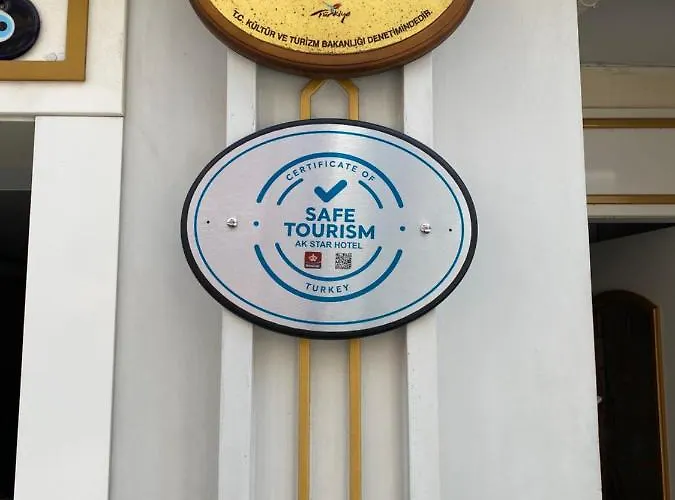 Türkiye
T.C. KÜLTÜR VE TURİZM BAKANLIĞI DENETİMİNDEDİR.
CERTIFICATE OF
SAFE
TOURISM
AK STAR HOTEL
TURKEY